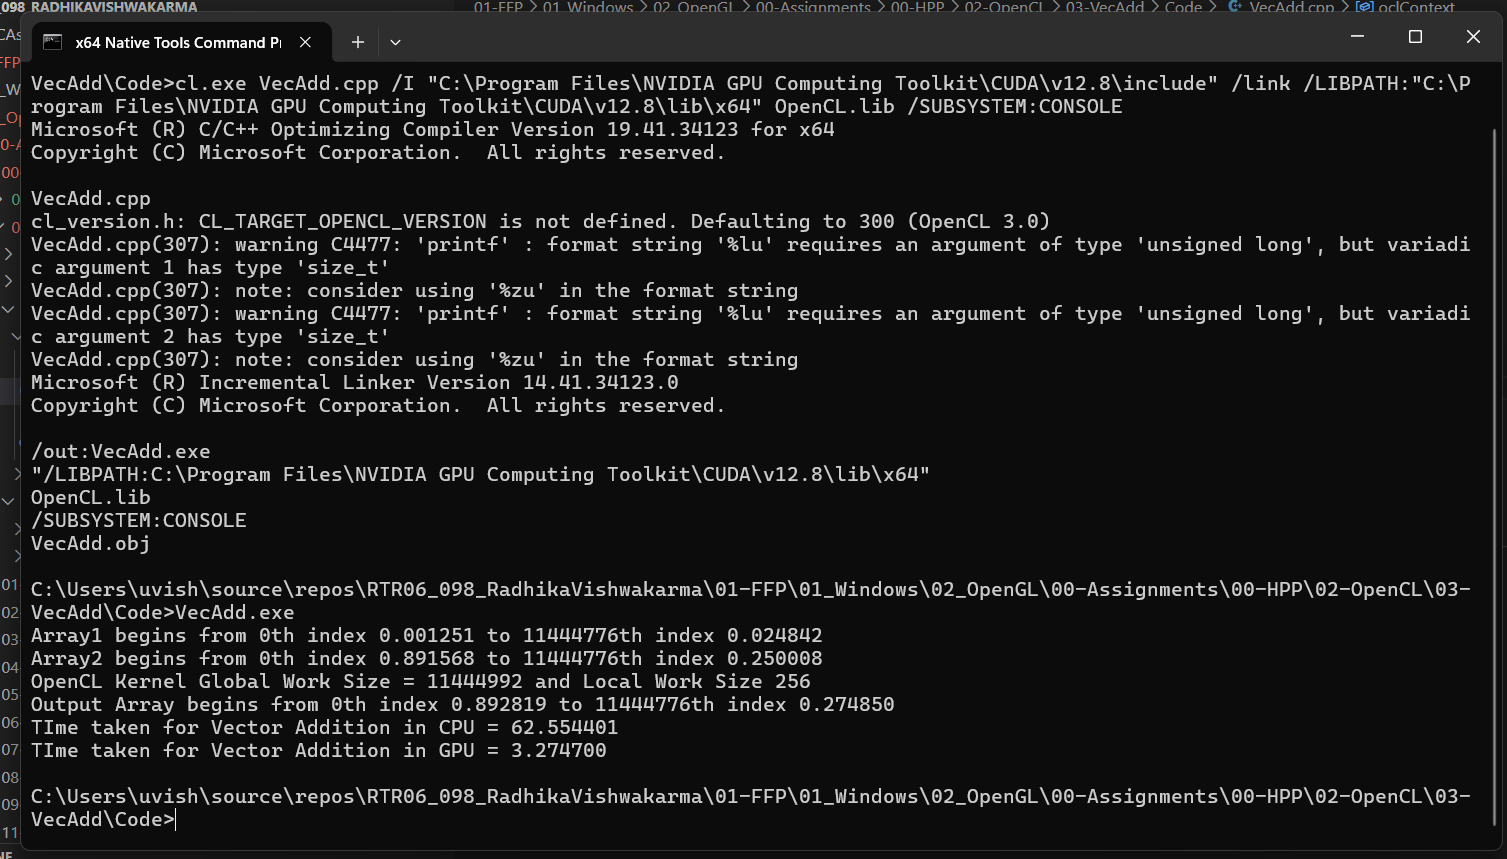 098_RADHIKAVISHWAKARMA
01-FFP > 01_Windows > 02_OpenGL > 00-Assignments > 00-HPP > 02-OpenCL > 03-VecAdd > Code > VecAdd.cpp > oclContext
x64 Native Tools Command Pr
VecAdd\Code>cl.exe VecAdd.cpp /I "C:\Program Files\NVIDIA GPU Computing Toolkit\CUDA\v12.8\include" /link /LIBPATH:"C:\P
rogram Files\NVIDIA GPU Computing Toolkit\CUDA\v12.8\lib\x64" OpenCL.lib /SUBSYSTEM:CONSOLE
Microsoft (R) C/C++ Optimizing Compiler Version 19.41.34123 for x64
Copyright (C) Microsoft Corporation.  All rights reserved.
VecAdd.cpp
cl_version.h: CL_TARGET_OPENCL_VERSION is not defined. Defaulting to 300 (OpenCL 3.0)
VecAdd.cpp(307): warning C4477: 'printf' : format string '%lu' requires an argument of type 'unsigned long', but variadi
c argument 1 has type 'size_t'
VecAdd.cpp(307): note: consider using '%zu' in the format string
VecAdd.cpp(307): warning C4477: 'printf' : format string '%lu' requires an argument of type 'unsigned long', but variadi
c argument 2 has type 'size_t'
VecAdd.cpp(307): note: consider using '%zu' in the format string
Microsoft (R) Incremental Linker Version 14.41.34123.0
Copyright (C) Microsoft Corporation.  All rights reserved.
/out:VecAdd.exe
"/LIBPATH:C:\Program Files\NVIDIA GPU Computing Toolkit\CUDA\v12.8\lib\x64"
OpenCL.lib
/SUBSYSTEM:CONSOLE
VecAdd.obj
C:\Users\uvish\source\repos\RTR06_098_RadhikaVishwakarma\01-FFP\01_Windows\02_OpenGL\00-Assignments\00-HPP\02-OpenCL\03-
VecAdd\Code>VecAdd.exe
Array1 begins from 0th index 0.001251 to 11444776th index 0.024842
Array2 begins from 0th index 0.891568 to 11444776th index 0.250008
OpenCL Kernel Global Work Size = 11444992 and Local Work Size 256
Output Array begins from 0th index 0.892819 to 11444776th index 0.274850
TIme taken for Vector Addition in CPU = 62.554401
TIme taken for Vector Addition in GPU = 3.274700
C:\Users\uvish\source\repos\RTR06_098_RadhikaVishwakarma\01-FFP\01_Windows\02_OpenGL\00-Assignments\00-HPP\02-OpenCL\03-
VecAdd\Code>